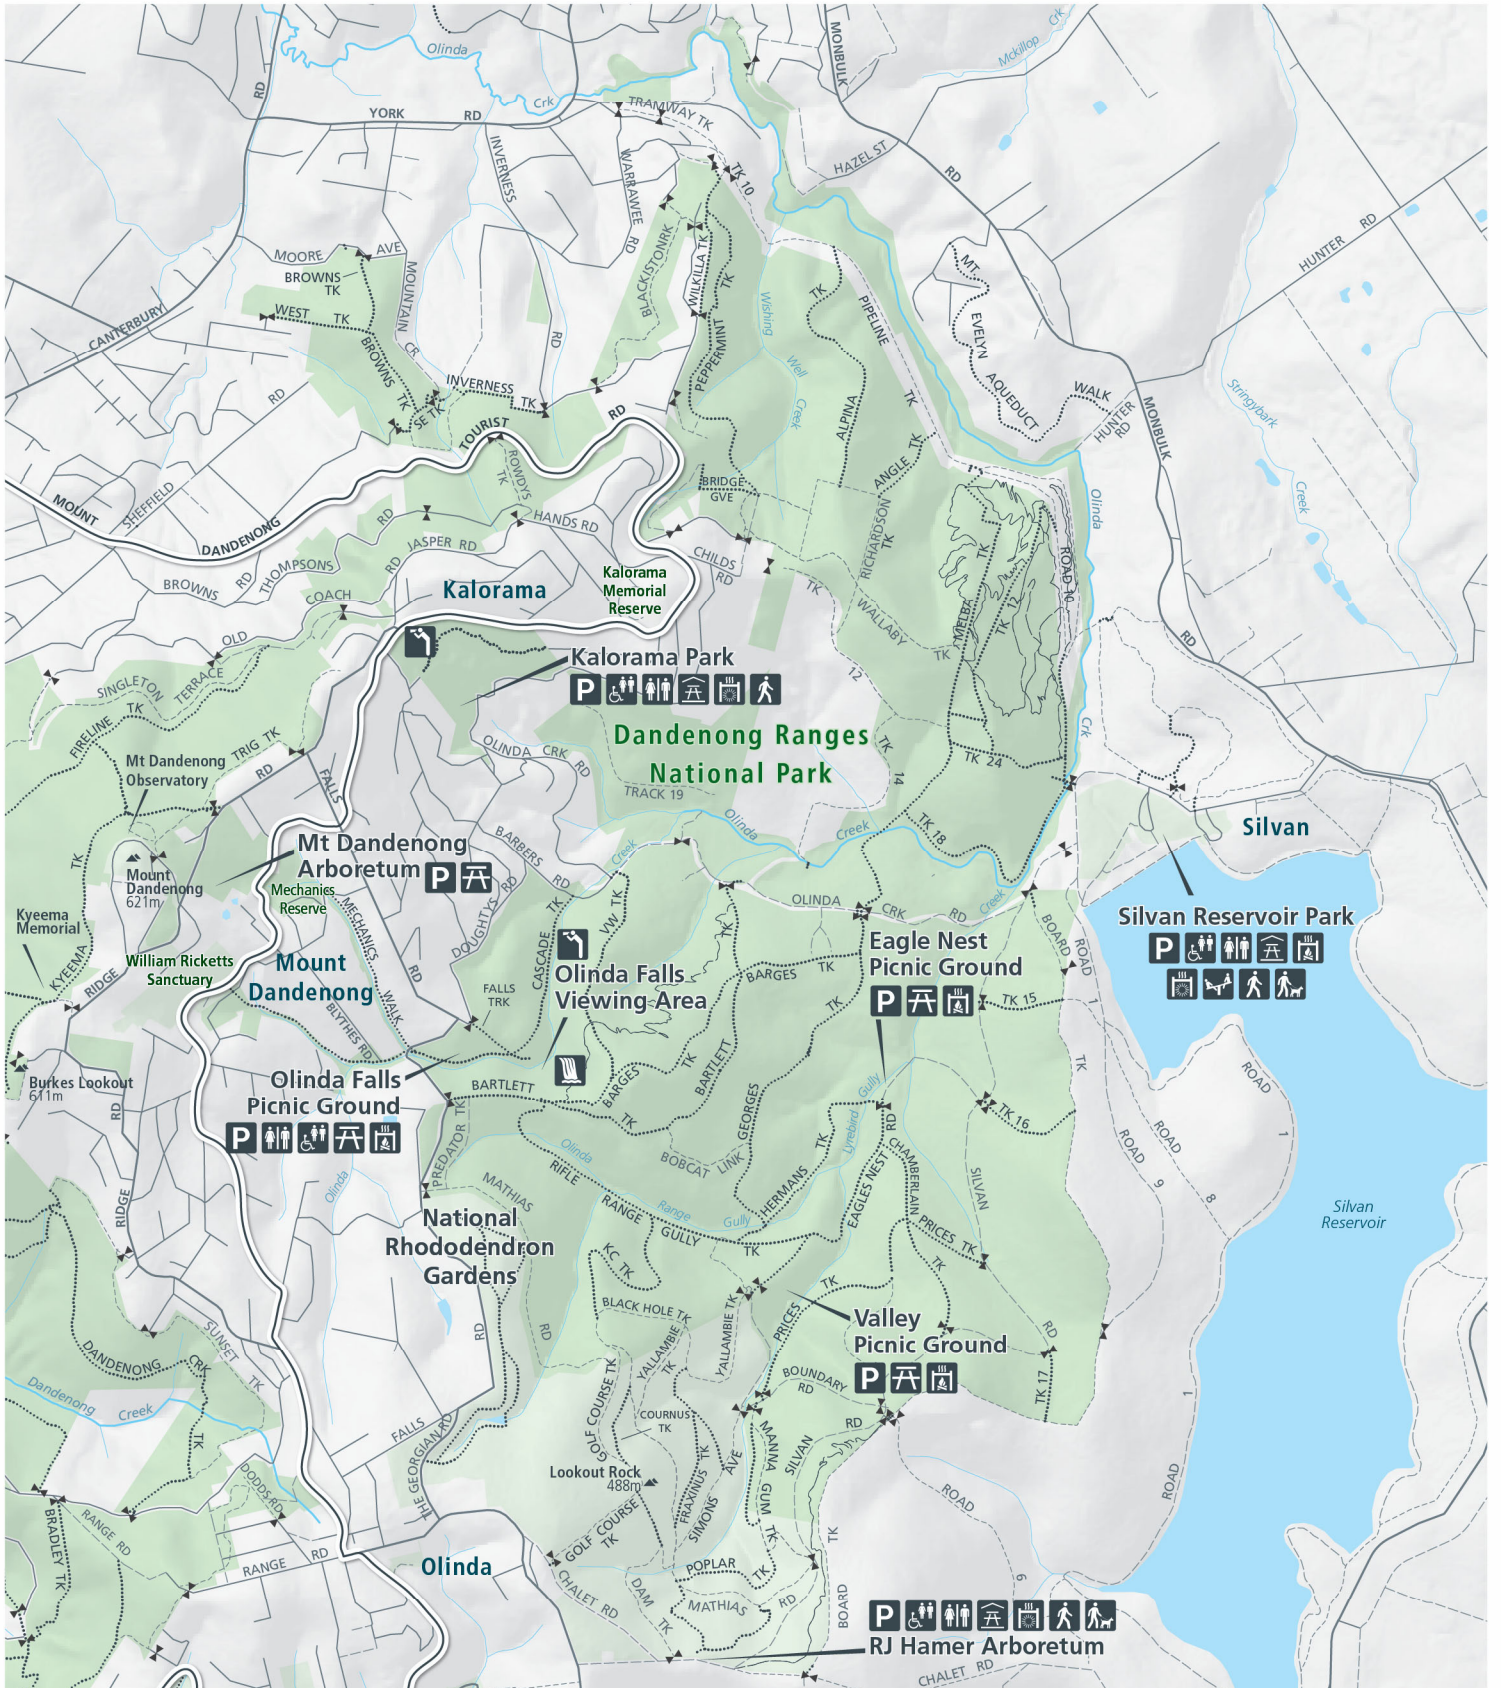 Olinda
Crk
Mckillop
Crk
MONBULK
RD
YORK RD
RD
TRAMWAY TK
INVERNESS
WARRAWEE
RD
TK 10
HAZEL ST
RD
HUNTER RD
MOORE AVE
BROWNS
TK
MOUNTAIN
CR
BLACKISTONRK
WILKILLA TK
TK
PEPPERMINT
Wishing
Well
Creek
TK
ALPINA
PIPELINE
TK
MT.
EVELYN
AQUEDUCT
WALK
HUNTER
RD
MONBULK
Stringybark
Creek
CANTERBURY
WEST TK
BROWNS
TK
SE TK
INVERNESS
TK
RD
TOURIST
RD
RD
SHEFFIELD
MOUNT
DANDENONG
ROWDYS
TK
BRIDGE
GVE
ANGLE TK
RICHARDSON
TK
HANDS RD
RD
JASPER RD
RD
THOMPSONS
BROWNS RD
COACH
OLD
Kalorama
Kalorama
Memorial
Reserve
CHILDS
RD
TK
WALLABY
TK
TK
MELBA
TK 12
ROAD 10
Olinda
Crk
RD
SINGLETON
TERRACE
FIRELINE TK
TRIG TK
Kalorama Park
P
12
TK
14
Dandenong Ranges
National Park
OLINDA CRK
RD
TRACK 19
TK 24
TK 18
Olinda
Creek
Mt Dandenong
Observatory
RD
FALLS
Mt Dandenong
Arboretum
P
Mechanics
Reserve
Mount
Dandenong
621m
TK
KYEEMA
Kyeema
Memorial
BARBERS
RD
DOUGHTYS RD
Creek
Silvan
OLINDA CRK RD
Creek
Silvan Reservoir Park
P
William Ricketts
Sanctuary
RIDGE
Mount
Dandenong
MECHANICS
WALK
RD
BLYTHES RD
FALLS
TRK
CASCADE
TK
VW TK
Olinda Falls
Viewing Area
TK
BARGES TK
TK
Eagle Nest
Picnic Ground
P
BOARD
RD
ROAD
1
TK
TK 15
TK 16
Burkes Lookout
611m
RD
RIDGE
Olinda Falls
Picnic Ground
P
BARTLETT
TK
BARGES
TK
BARTLETT
GEORGES
BOBCAT LINK
PREDATOR TK
Olinda
Olinda
Range
Gully
RIFLE
RANGE
GULLY
TK
HERMANS
TK
Lyrebird
Gully
RD
EAGLES NEST
CHAMBERLAIN
TK
PRICES TK
SILVAN
RD
ROAD
9
ROAD
8
ROAD
1
Silvan
Reservoir
MATHIAS
RD
National
Rhododendron
Gardens
RD
KC TK
BLACK HOLE TK
YALLAMBIE
TK
YALLAMBIE TK
PRICES
TK
Valley
Picnic Ground
P
BOUNDARY
RD
TK 17
1
ROAD
SUNSET
TK
DANDENONG CRK
TK
Dandenong
Creek
FALLS
THE GEORGIAN RD
GOLF COURSE TK
COURNUS
TK
FRAXINUS TK
SIMONS
AVE
MANNA GUM TK
SILVAN
RD
Lookout Rock
488m
GOLF COURSE
TK
CHALET RD
DAM
TK
POPLAR
TK
MATHIAS
RD
TK
BOARD
ROAD
6
DODDS RD
RANGE RD
BRADLEY TK
RANGE RD
Olinda
P
RJ Hamer Arboretum
CHALET RD